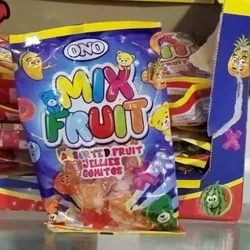 ONO
MIX
FRUIT
ASSORTED FRUIT
JELLIES
GOMITOS